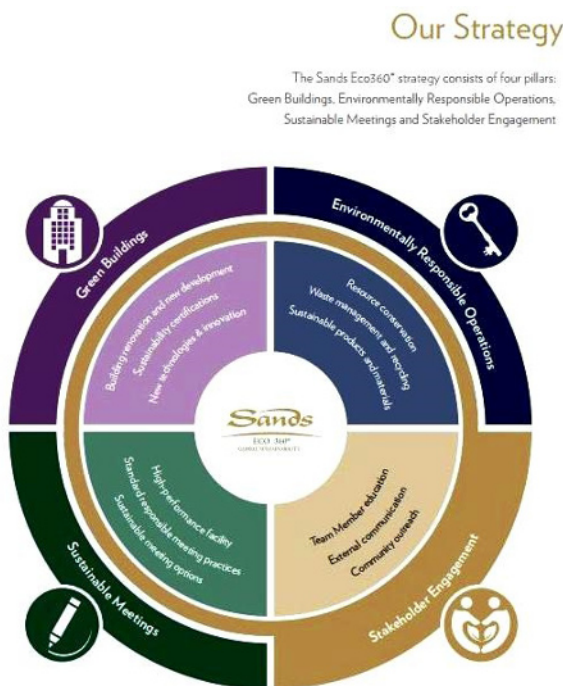 Our Strategy
The Sands Eco360° strategy consists of four pillars:
Green Buildings, Environmentally Responsible Operations,
Sustainable Meetings and Stakeholder Engagement
Green Buildings
Environmentally Responsible Operations
Building renovation and new development
Sustainability certifications
New technologies & innovation
Resource conservation
Waste management and recycling
Sustainable products and materials
Sands
ECO 360°
High-performance facility
Standard responsible meeting practices
Sustainable meeting options
Team Member education
External communication
Community outreach
Sustainable Meetings
Stakeholder Engagement